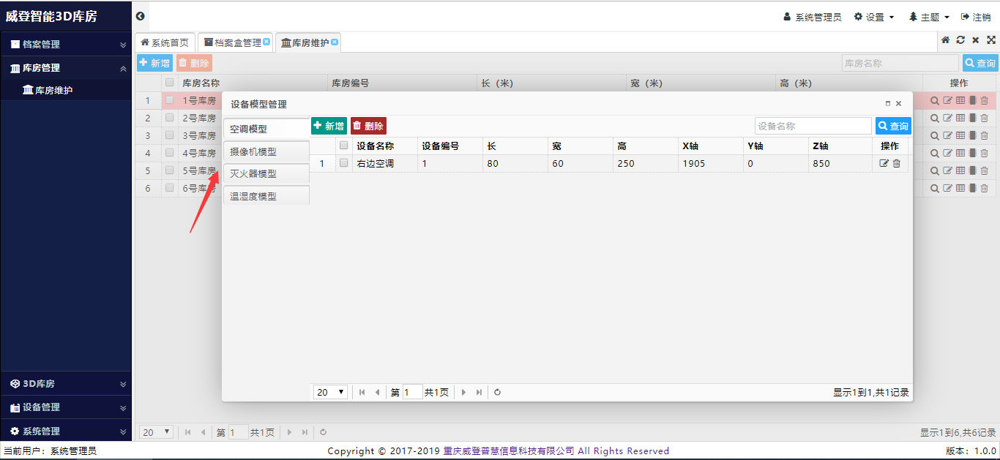 威登智能3D库房
系统管理员 设置 主题 注销
档案管理
库房管理
库房维护
3D库房
设备管理
系统管理
系统首页 档案盒管理 库房维护
新增 删除 库房名称 查询
库房名称 库房编号 长（米） 宽（米） 高（米） 操作
1 1号库房
2 2号库房
3 3号库房
4 4号库房
5 5号库房
6 6号库房
设备模型管理
空调模型
摄像机模型
灭火器模型
温湿度模型
新增 删除 设备名称 查询
设备名称 设备编号 长 宽 高 X轴 Y轴 Z轴 操作
1 右边空调 1 80 60 250 1905 0 850
20 第 1 共1页 显示1到1,共1记录
20 第 1 共1页 显示1到6,共6记录
当前用户：系统管理员 Copyright © 2017-2019 重庆威登普慧信息科技有限公司 All Rights Reserved 版本：1.0.0